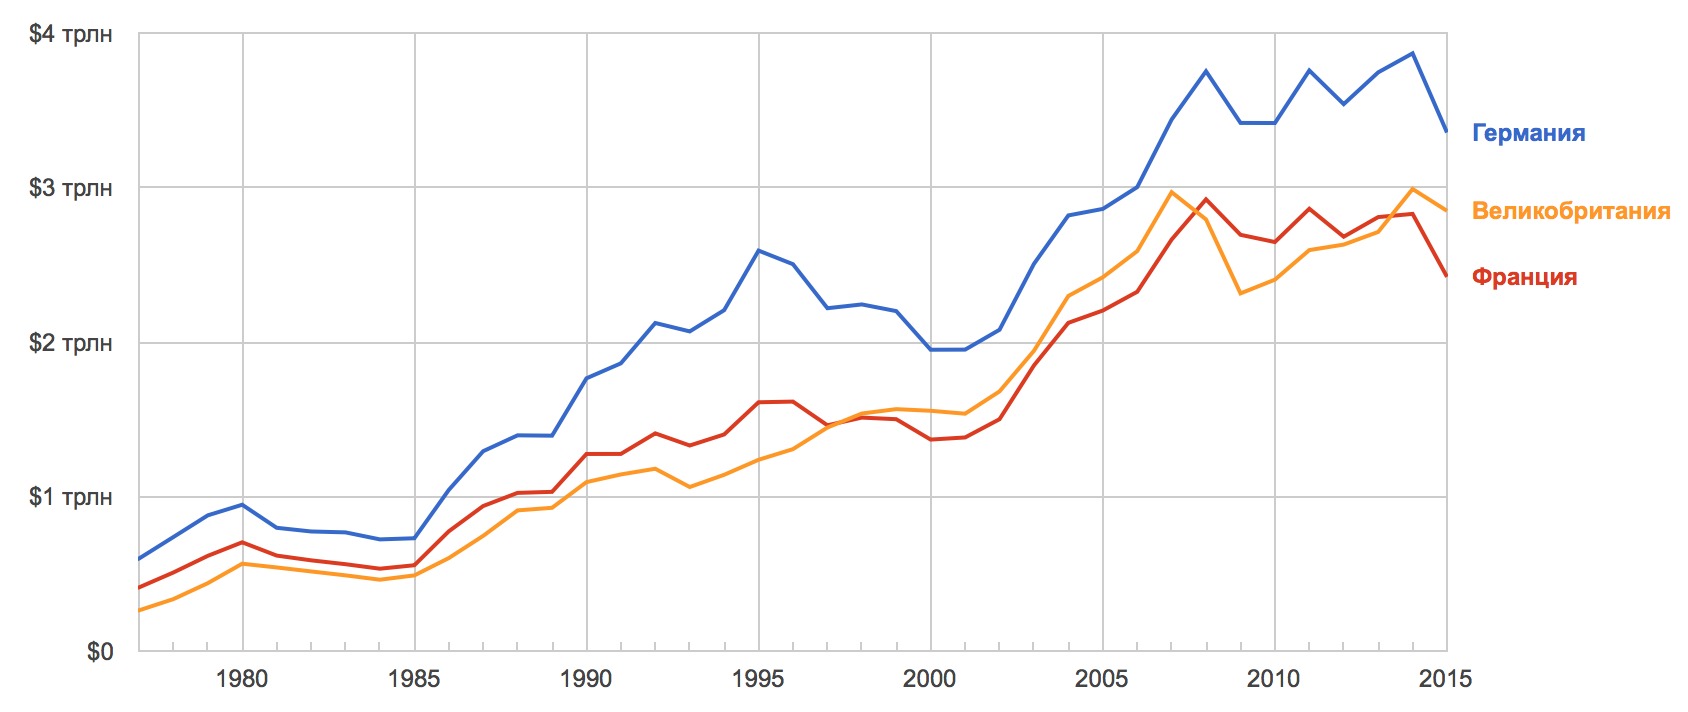 $4 трлн
$3 трлн
$2 трлн
$1 трлн
$0
Германия
Великобритания
Франция
1980 1985 1990 1995 2000 2005 2010 2015